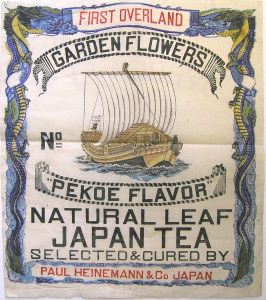 FIRST OVERLAND
GARDEN FLOWERS
No
PEKOE FLAVOR
NATURAL LEAF
JAPAN TEA
SELECTED & CURED BY
PAUL HEINEMANN & Co JAPAN